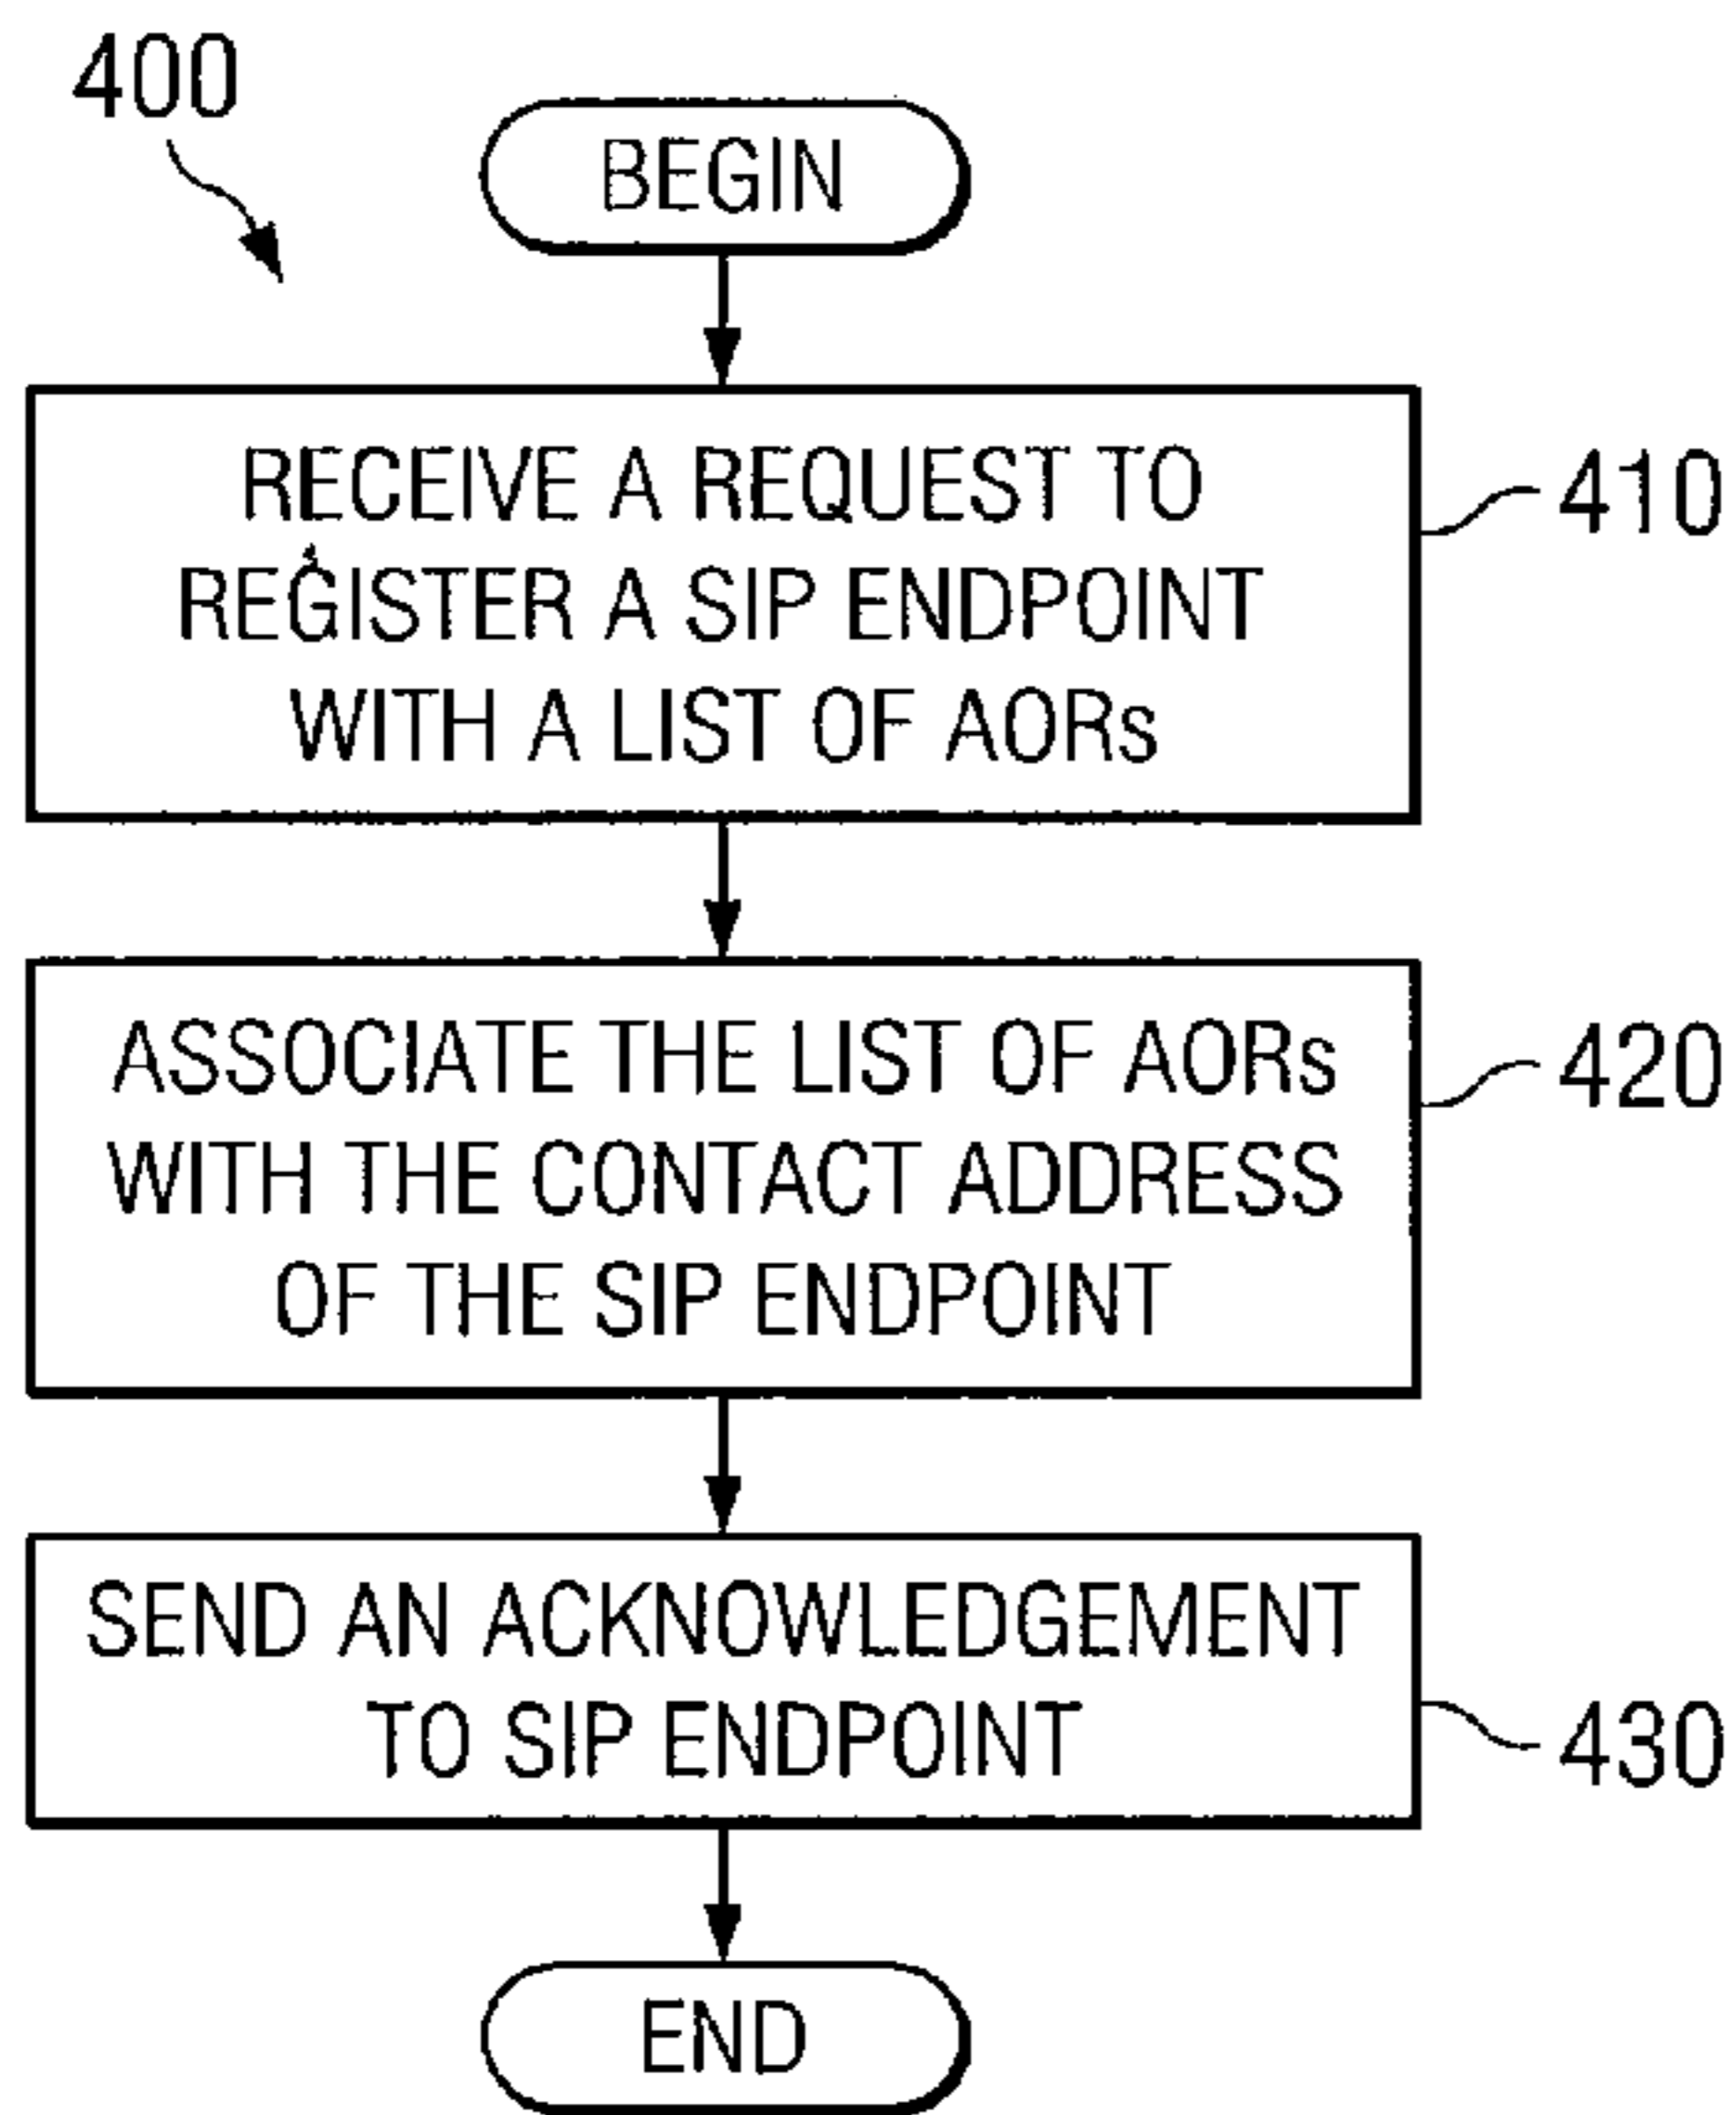 400
BEGIN
RECEIVE A REQUEST TO
REGISTER A SIP ENDPOINT
WITH A LIST OF AORs
410
ASSOCIATE THE LIST OF AORs
WITH THE CONTACT ADDRESS
OF THE SIP ENDPOINT
420
SEND AN ACKNOWLEDGEMENT
TO SIP ENDPOINT
430
END